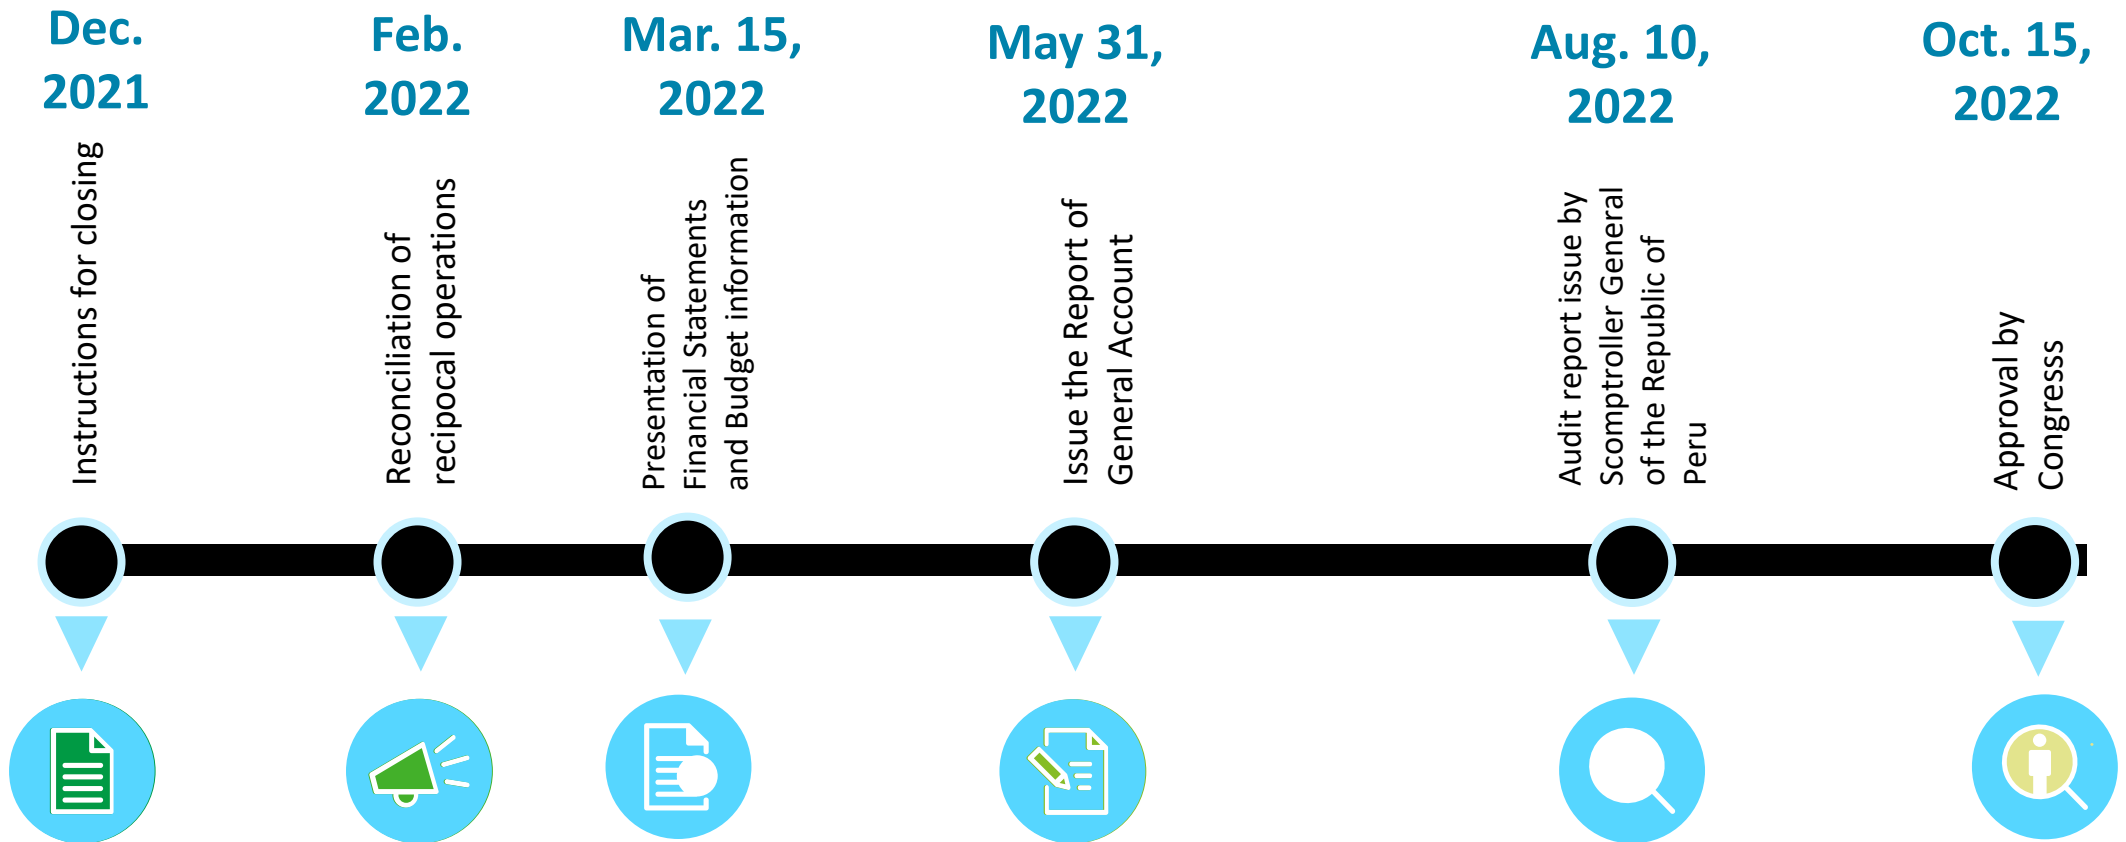 Dec.
2021
Instructions for closing
Feb.
2022
Reconciliation of
recipocal operations
Mar. 15,
2022
Presentation of
Financial Statements
and Budget information
May 31,
2022
Issue the Report of
General Account
Aug. 10,
2022
Audit report issue by
Scomptroller General
of the Republic of
Peru
Oct. 15,
2022
Approval by
Congresss